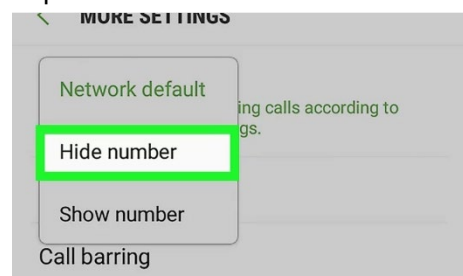 MORE SETTINGS
Network default
ing calls according to
gs.
Hide number
Show number
Call barring